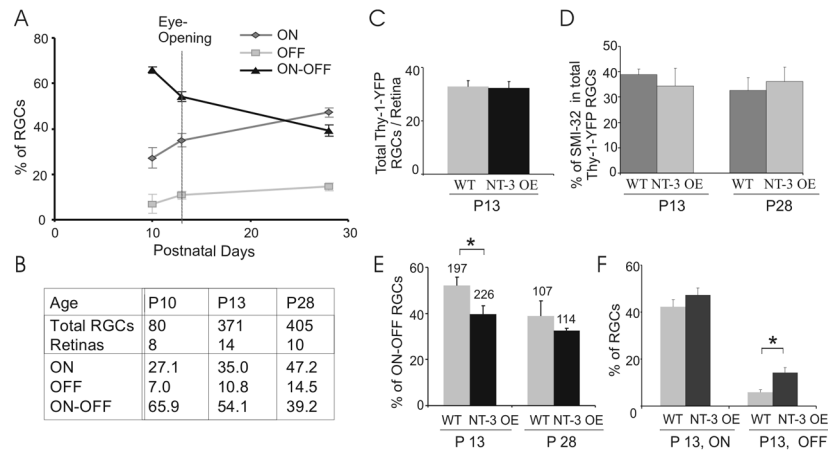 A
Eye-
Opening
ON
OFF
ON-OFF
80
60
40
20
0
% of RGCs
0 10 20 30
Postnatal Days
B
Age P10 P13 P28
Total RGCs 80 371 405
Retinas 8 14 10
ON 27.1 35.0 47.2
OFF 7.0 10.8 14.5
ON-OFF 65.9 54.1 39.2
C
Total Thy-1-YFP
RGCs / Retina
40
20
0
WT NT-3 OE
P13
D
% of SMI-32 in total
Thy-1-YFP RGCs
50
40
30
20
10
0
WT NT-3 OE WT NT-3 OE
P13 P28
E
% of ON-OFF RGCs
60
40
20
0
*
197
226
107
114
WT NT-3 OE WT NT-3 OE
P 13 P 28
F
% of RGCs
60
40
20
0
*
WT NT-3 OE WT NT-3 OE
P 13, ON P13, OFF